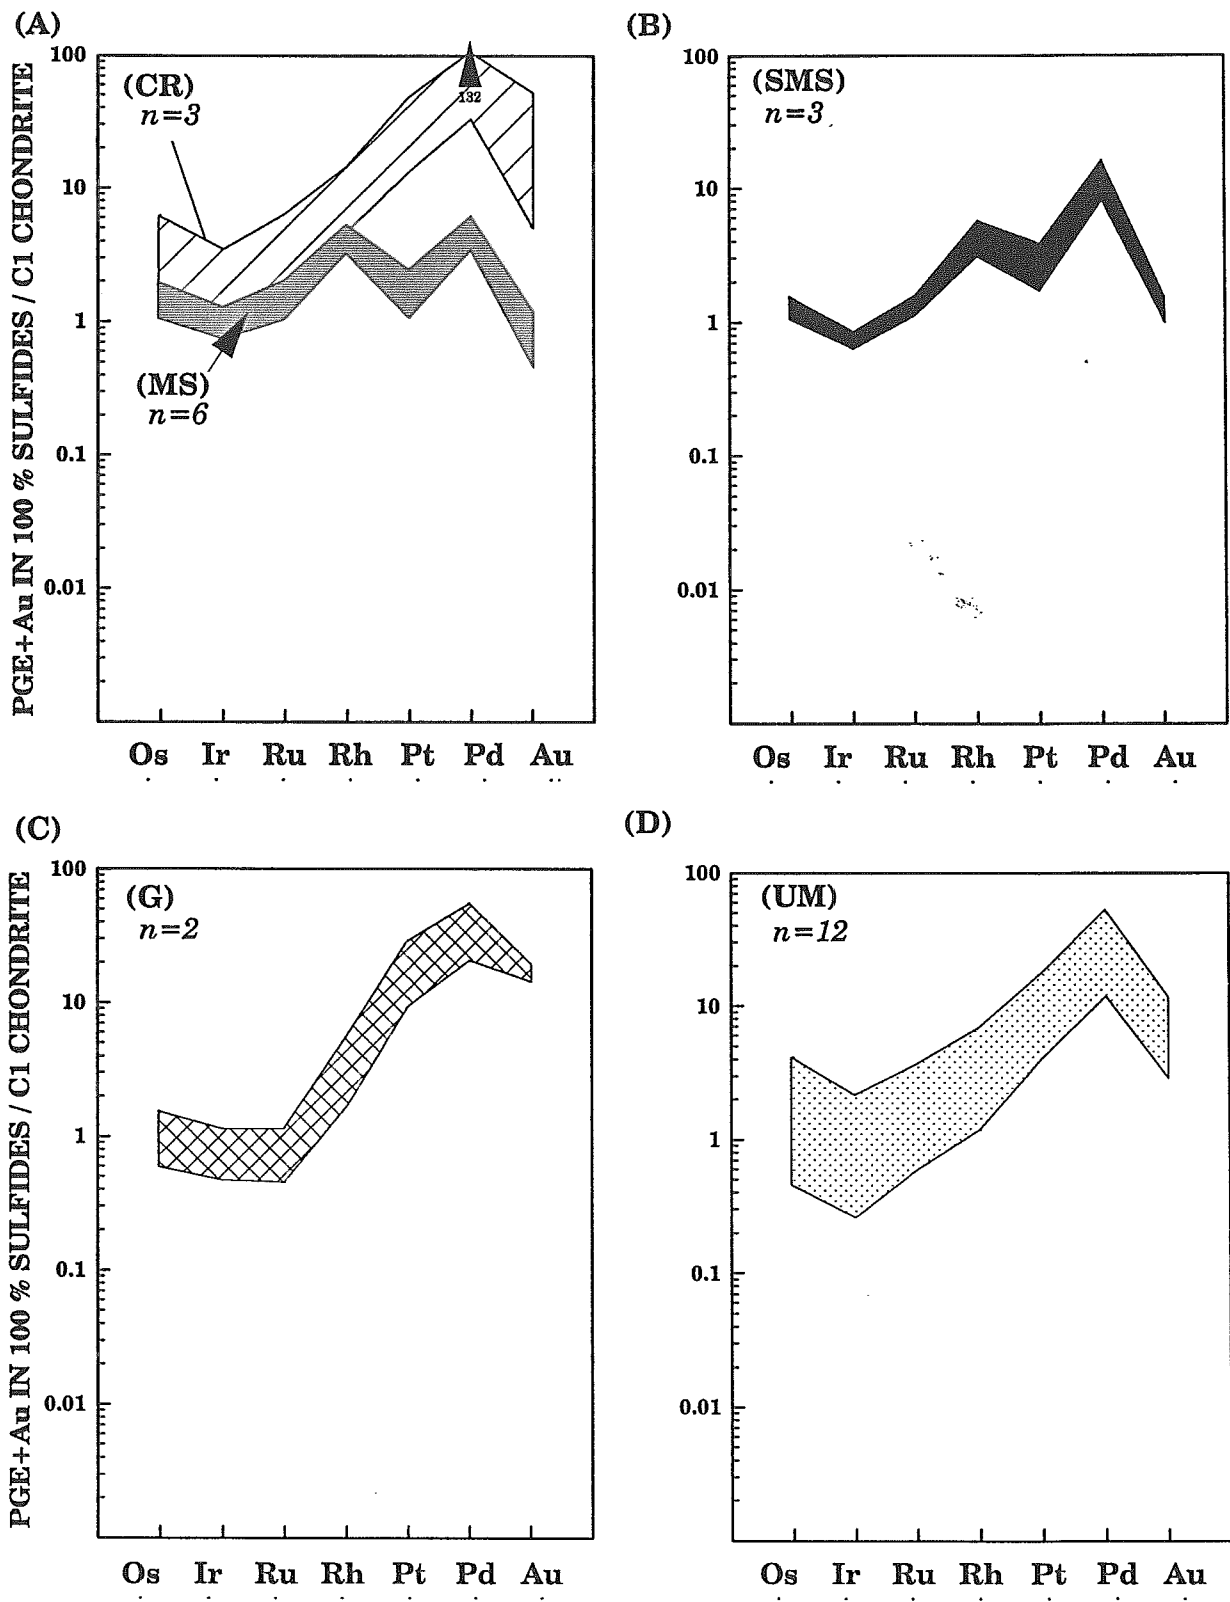 (A)
PGE+Au IN 100 % SULFIDES / C1 CHONDRITE
100
10
1
0.1
0.01
(CR)
n=3
132
(MS)
n=6
Os Ir Ru Rh Pt Pd Au
(B)
100
10
1
0.1
0.01
(SMS)
n=3
Os Ir Ru Rh Pt Pd Au
(C)
PGE+Au IN 100 % SULFIDES / C1 CHONDRITE
100
10
1
0.1
0.01
(G)
n=2
Os Ir Ru Rh Pt Pd Au
(D)
100
10
1
0.1
0.01
(UM)
n=12
Os Ir Ru Rh Pt Pd Au